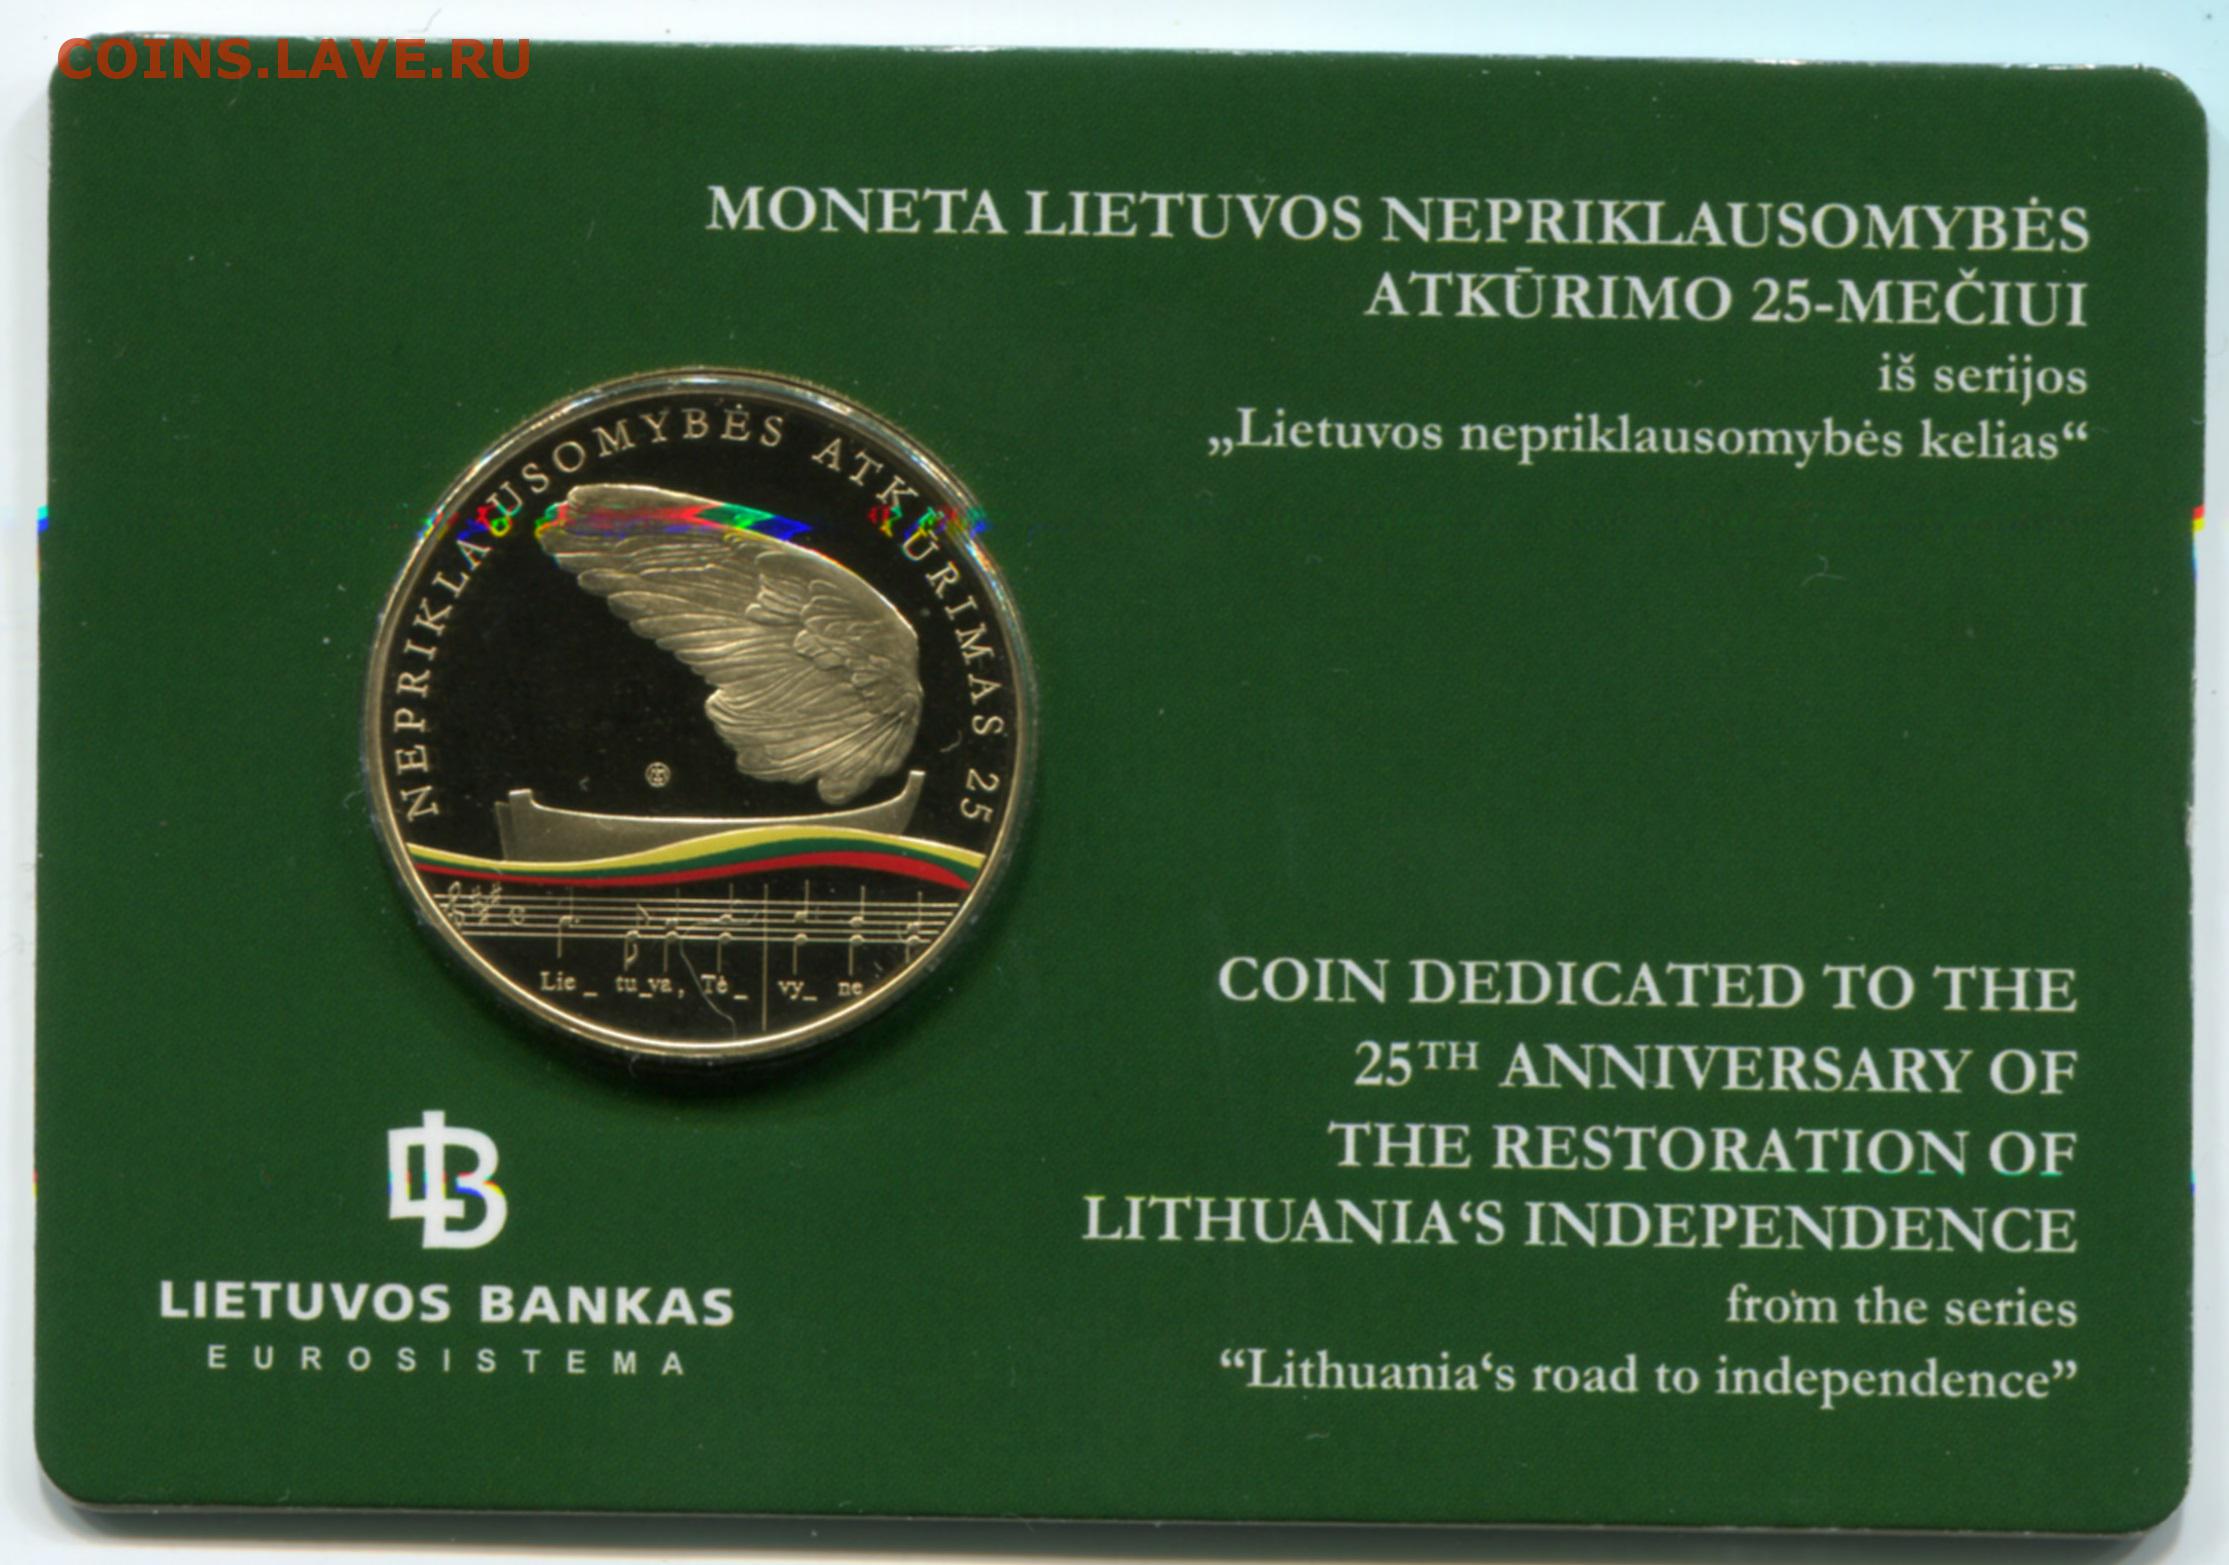 COINS.LAVE.RU
MONETA LIETUVOS NEPRIKLAUSOMYBĖS
ATKŪRIMO 25-MEČIUI
iš serijos
„Lietuvos nepriklausomybės kelias“
NEPRIKLAUSOMYBĖS ATKŪRIMAS 25
Lie_ tu_va, Tė_ vy_ ne
COIN DEDICATED TO THE
25TH ANNIVERSARY OF
THE RESTORATION OF
LITHUANIA‘S INDEPENDENCE
from the series
“Lithuania‘s road to independence”
LB
LIETUVOS BANKAS
EUROSISTEMA